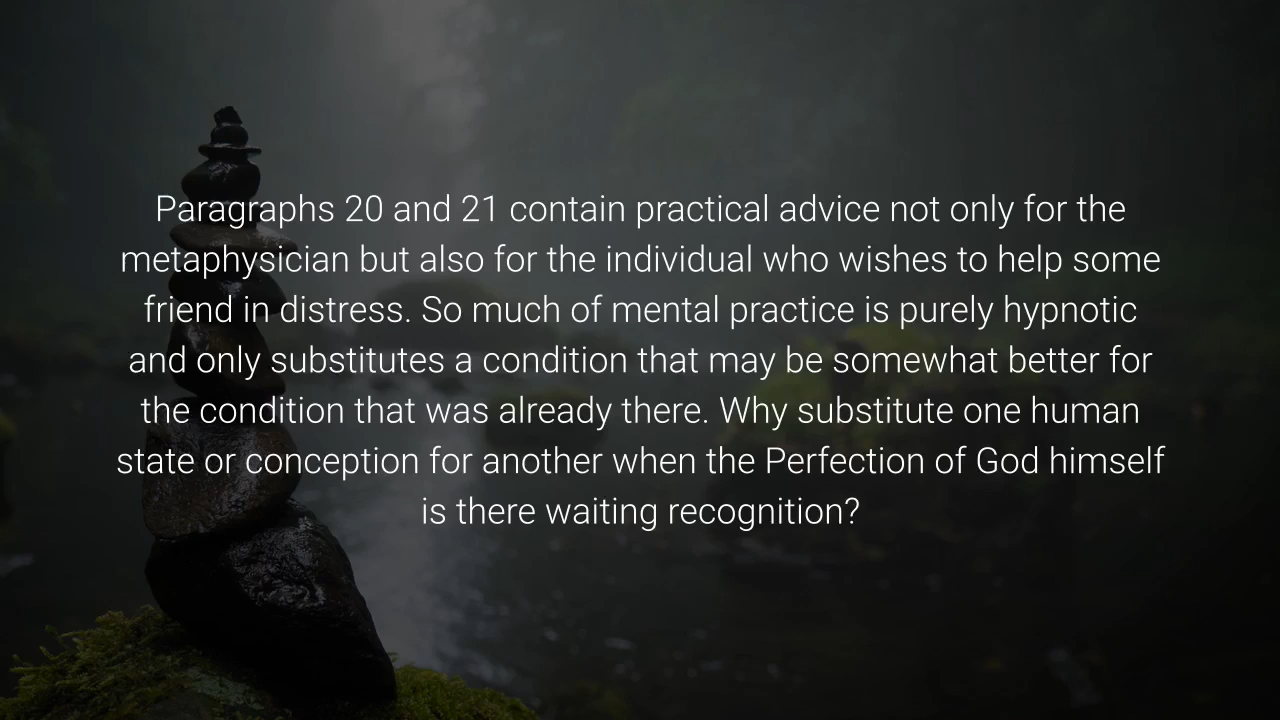 Paragraphs 20 and 21 contain practical advice not only for the
metaphysician but also for the individual who wishes to help some
friend in distress. So much of mental practice is purely hypnotic
and only substitutes a condition that may be somewhat better for
the condition that was already there. Why substitute one human
state or conception for another when the Perfection of God himself
is there waiting recognition?